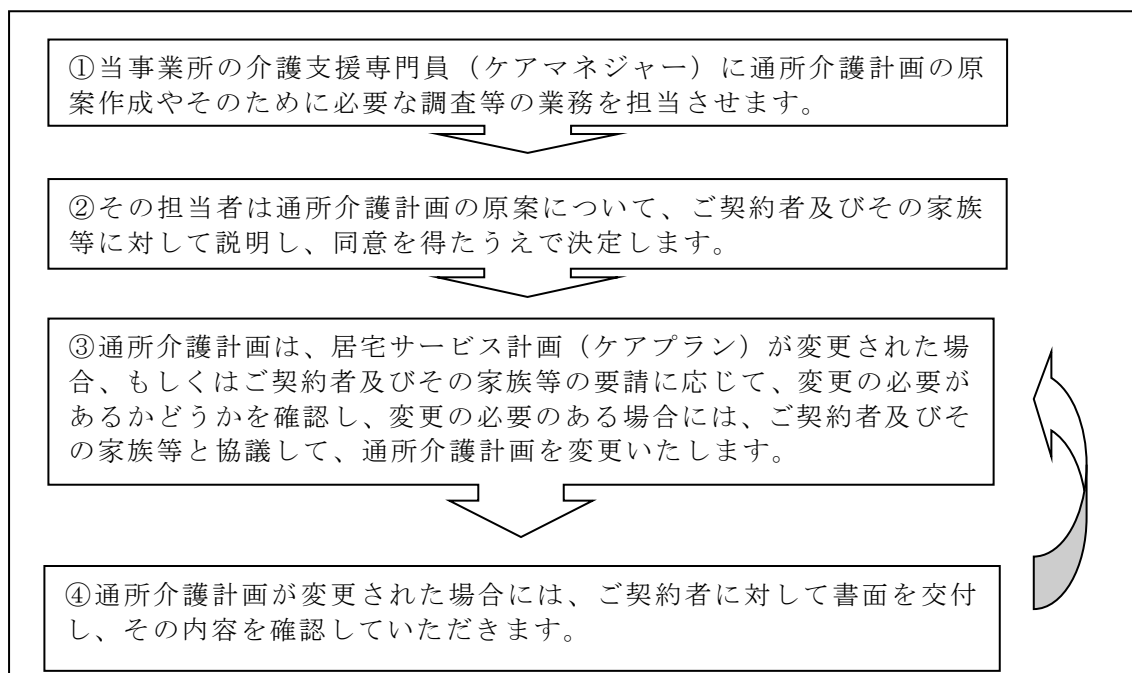 ①当事業所の介護支援専門員（ケアマネジャー）に通所介護計画の原
案作成やそのために必要な調査等の業務を担当させます。
②その担当者は通所介護計画の原案について、ご契約者及びその家族
等に対して説明し、同意を得たうえで決定します。
③通所介護計画は、居宅サービス計画（ケアプラン）が変更された場
合、もしくはご契約者及びその家族等の要請に応じて、変更の必要が
あるかどうかを確認し、変更の必要のある場合には、ご契約者及びそ
の家族等と協議して、通所介護計画を変更いたします。
④通所介護計画が変更された場合には、ご契約者に対して書面を交付
し、その内容を確認していただきます。